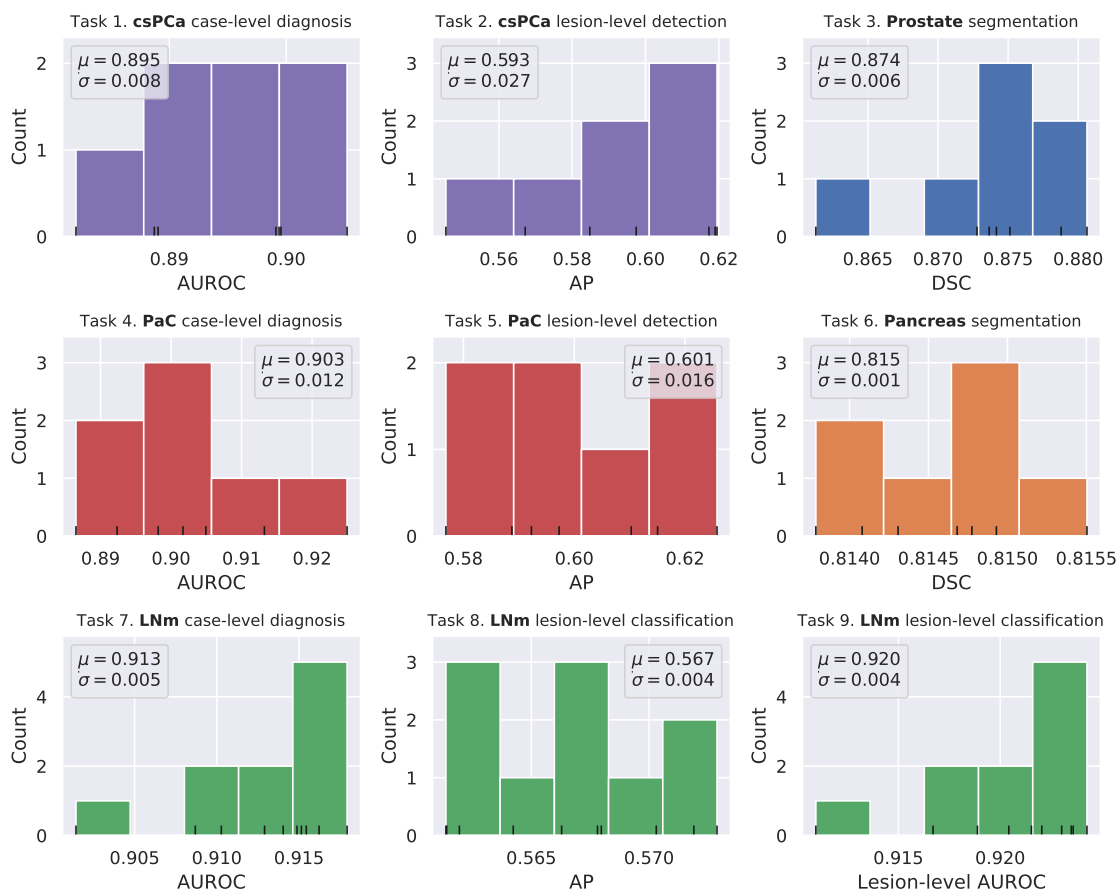 Task 1. csPCa case-level diagnosis
Task 2. csPCa lesion-level detection
Task 3. Prostate segmentation
μ = 0.895
σ = 0.008
Count
2
1
0
0.89 0.90
AUROC
μ = 0.593
σ = 0.027
Count
3
2
1
0
0.56 0.58 0.60 0.62
AP
μ = 0.874
σ = 0.006
Count
3
2
1
0
0.865 0.870 0.875 0.880
DSC
Task 4. PaC case-level diagnosis
Task 5. PaC lesion-level detection
Task 6. Pancreas segmentation
μ = 0.903
σ = 0.012
Count
3
2
1
0
0.89 0.90 0.91 0.92
AUROC
μ = 0.601
σ = 0.016
Count
2
1
0
0.58 0.60 0.62
AP
μ = 0.815
σ = 0.001
Count
3
2
1
0
0.8140 0.8145 0.8150 0.8155
DSC
Task 7. LNm case-level diagnosis
Task 8. LNm lesion-level classification
Task 9. LNm lesion-level classification
μ = 0.913
σ = 0.005
Count
4
2
0
0.905 0.910 0.915
AUROC
μ = 0.567
σ = 0.004
Count
3
2
1
0
0.565 0.570
AP
μ = 0.920
σ = 0.004
Count
4
2
0
0.915 0.920
Lesion-level AUROC